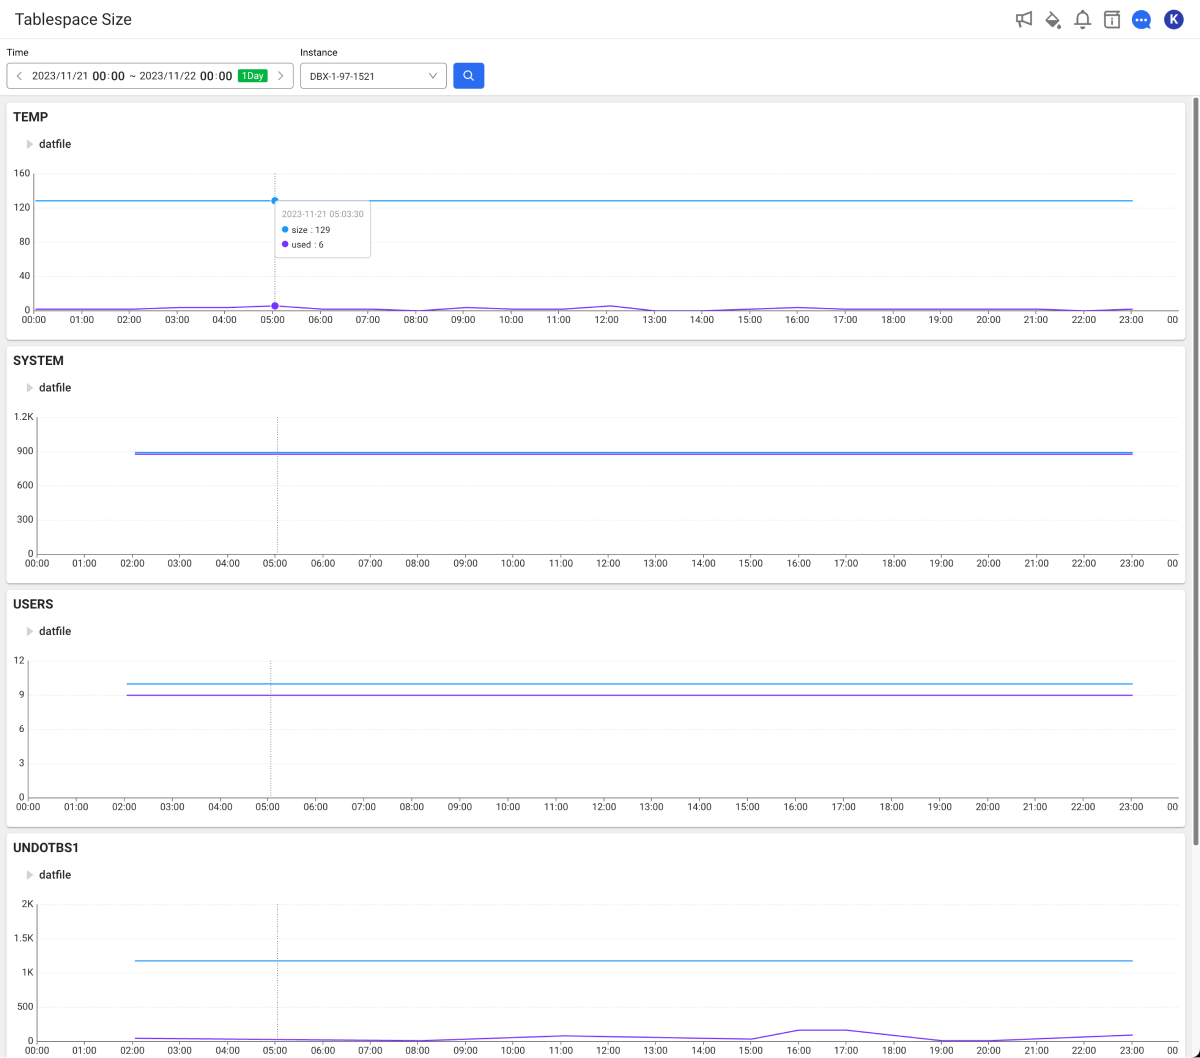 Tablespace Size
K
Time
Instance
2023/11/21 00:00 ~ 2023/11/22 00:00 1Day
DBX-1-97-1521
TEMP
datfile
160
120
80
40
0
2023-11-21 05:03:30
size : 129
used : 6
00:00 01:00 02:00 03:00 04:00 05:00 06:00 07:00 08:00 09:00 10:00 11:00 12:00 13:00 14:00 15:00 16:00 17:00 18:00 19:00 20:00 21:00 22:00 23:00 00
SYSTEM
datfile
1.2K
900
600
300
0
00:00 01:00 02:00 03:00 04:00 05:00 06:00 07:00 08:00 09:00 10:00 11:00 12:00 13:00 14:00 15:00 16:00 17:00 18:00 19:00 20:00 21:00 22:00 23:00 00
USERS
datfile
12
9
6
3
0
00:00 01:00 02:00 03:00 04:00 05:00 06:00 07:00 08:00 09:00 10:00 11:00 12:00 13:00 14:00 15:00 16:00 17:00 18:00 19:00 20:00 21:00 22:00 23:00 00
UNDOTBS1
datfile
2K
1.5K
1K
500
0
00:00 01:00 02:00 03:00 04:00 05:00 06:00 07:00 08:00 09:00 10:00 11:00 12:00 13:00 14:00 15:00 16:00 17:00 18:00 19:00 20:00 21:00 22:00 23:00 00